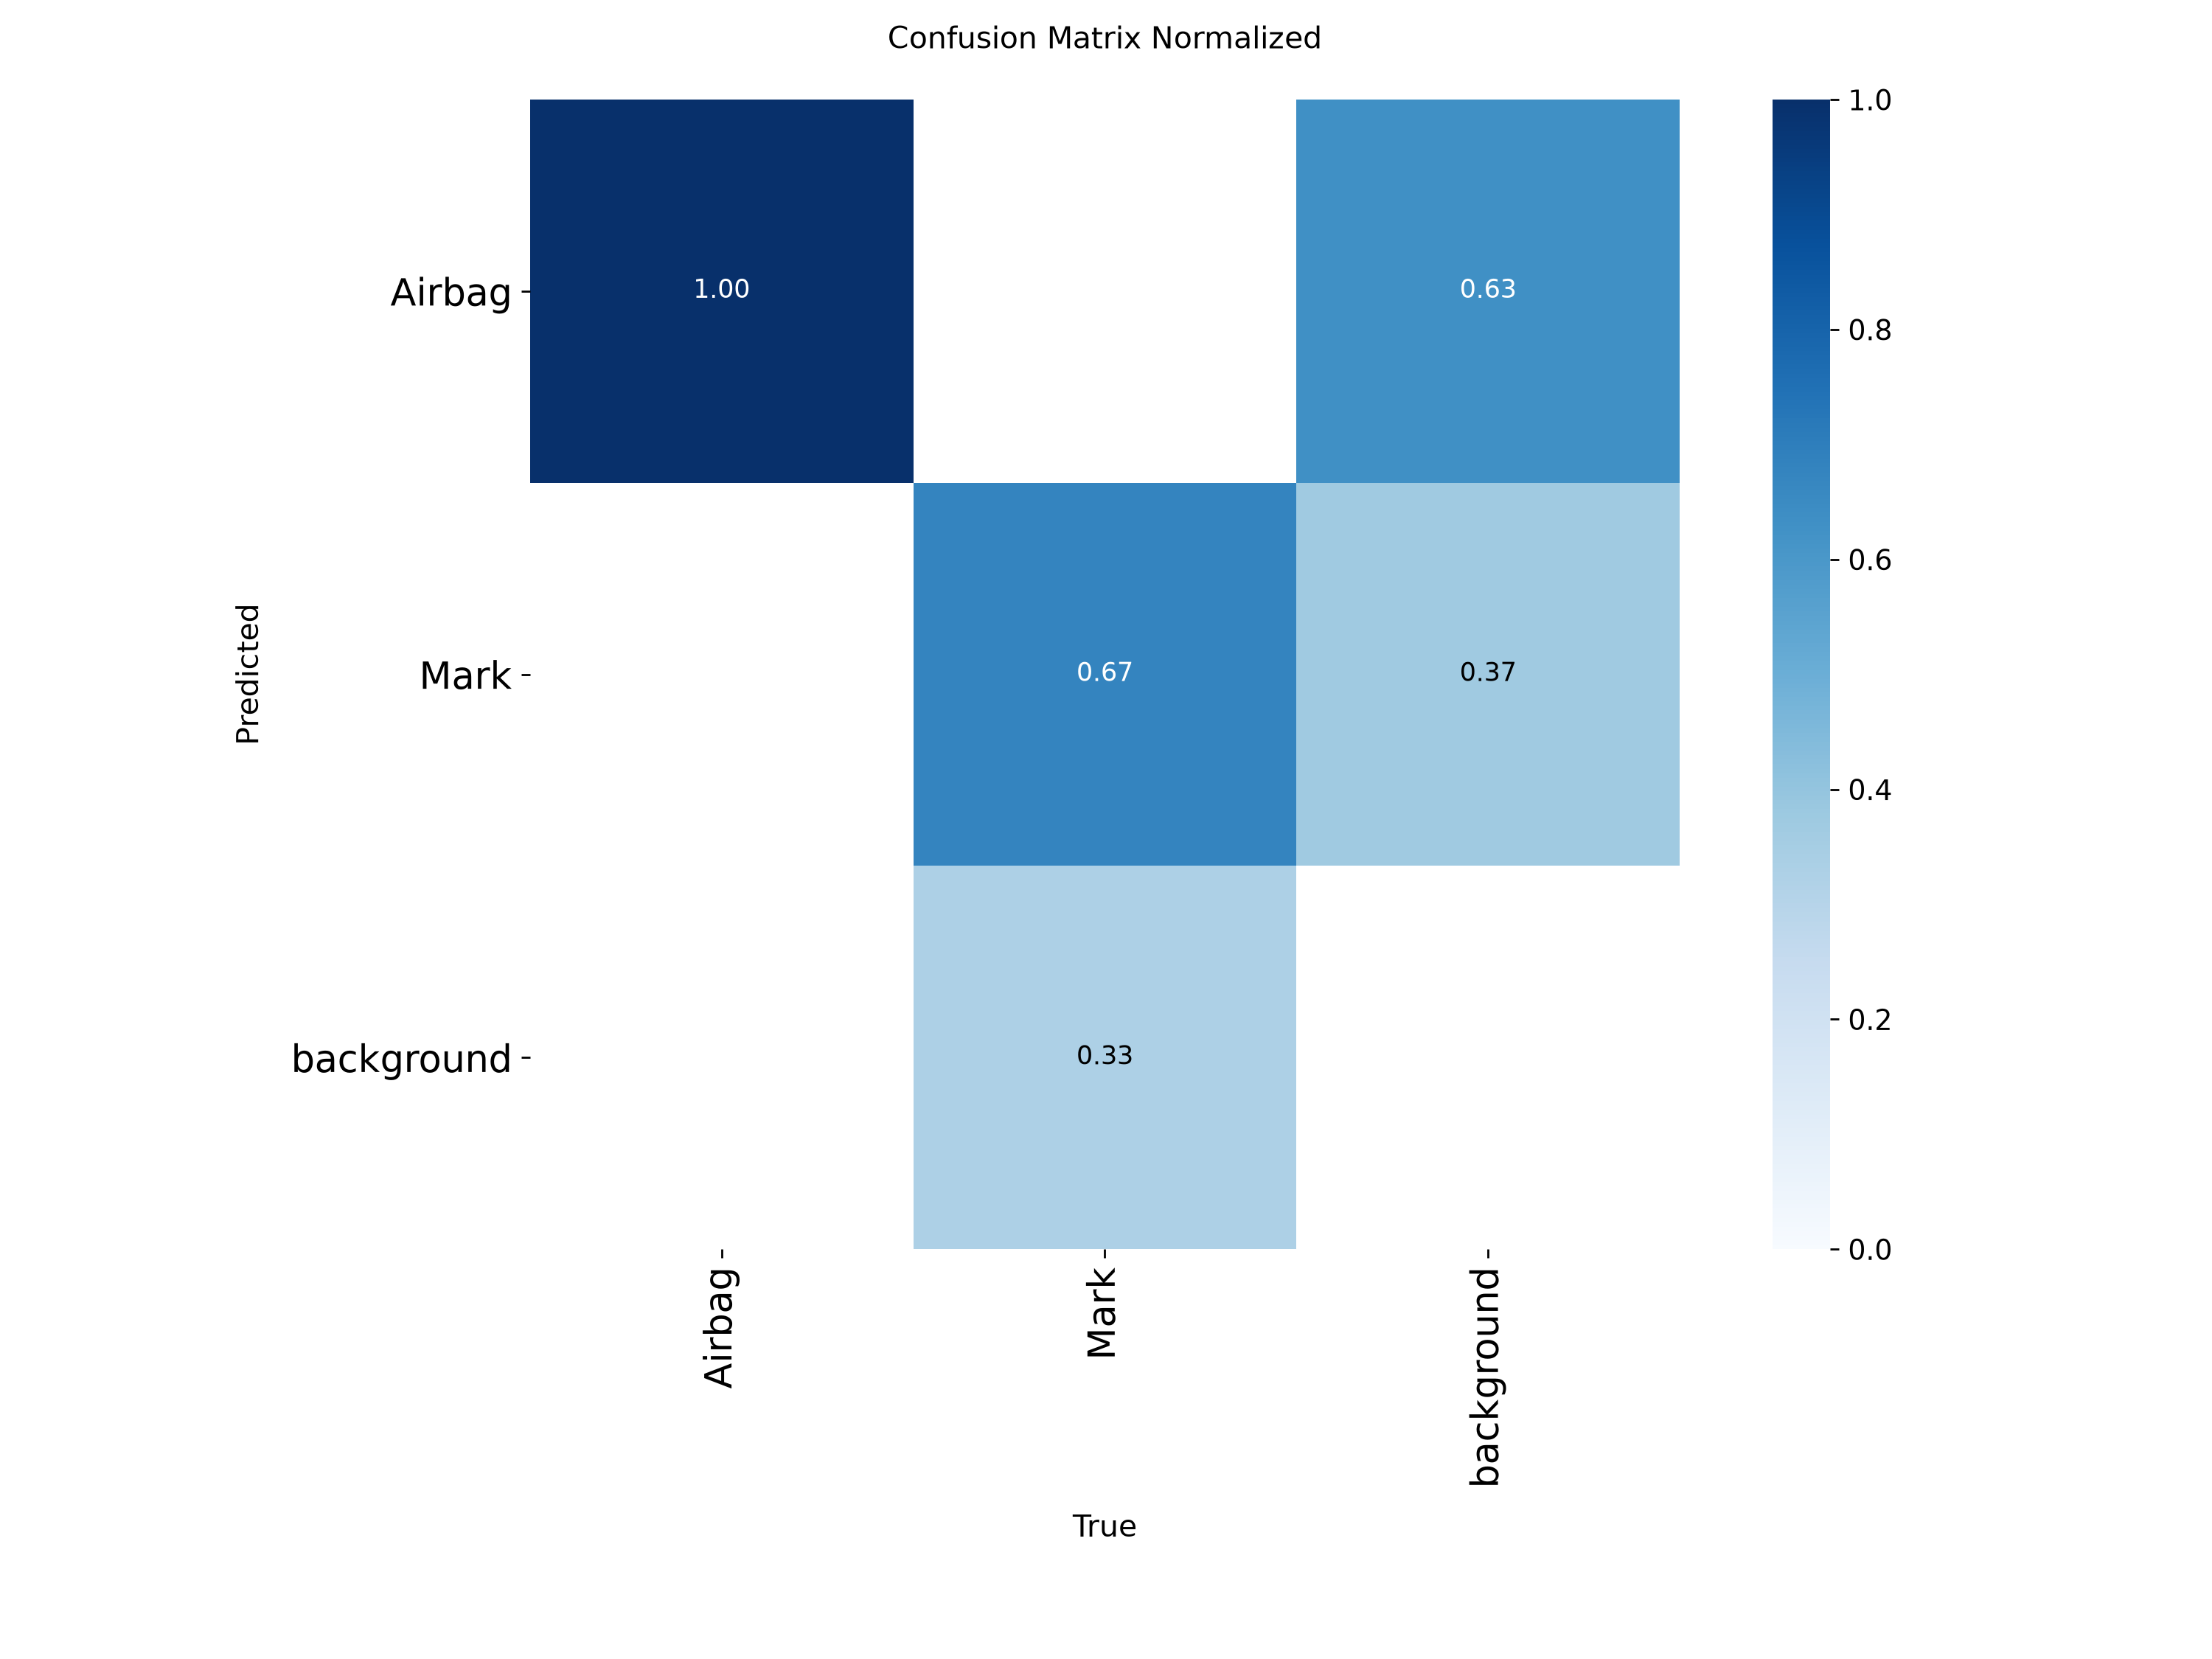 Confusion Matrix Normalized
Airbag
Mark
background
Predicted
1.00
0.63
0.67
0.37
0.33
Airbag
Mark
background
True
1.0
0.8
0.6
0.4
0.2
0.0